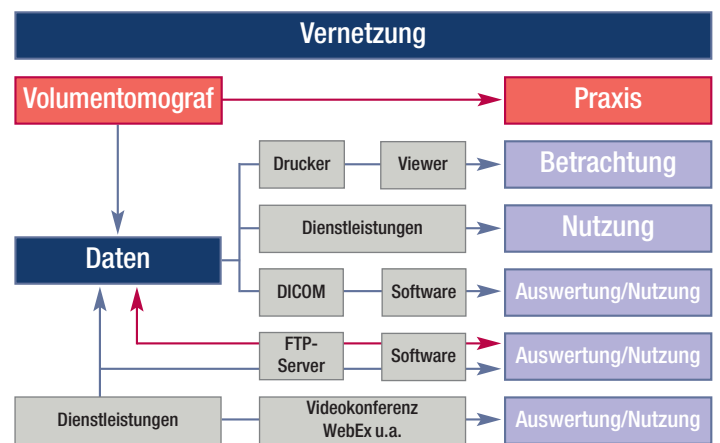 Vernetzung
Volumentomograf
Praxis
Drucker
Viewer
Betrachtung
Dienstleistungen
Nutzung
Daten
DICOM
Software
Auswertung/Nutzung
FTP-
Server
Software
Auswertung/Nutzung
Dienstleistungen
Videokonferenz
WebEx u.a.
Auswertung/Nutzung